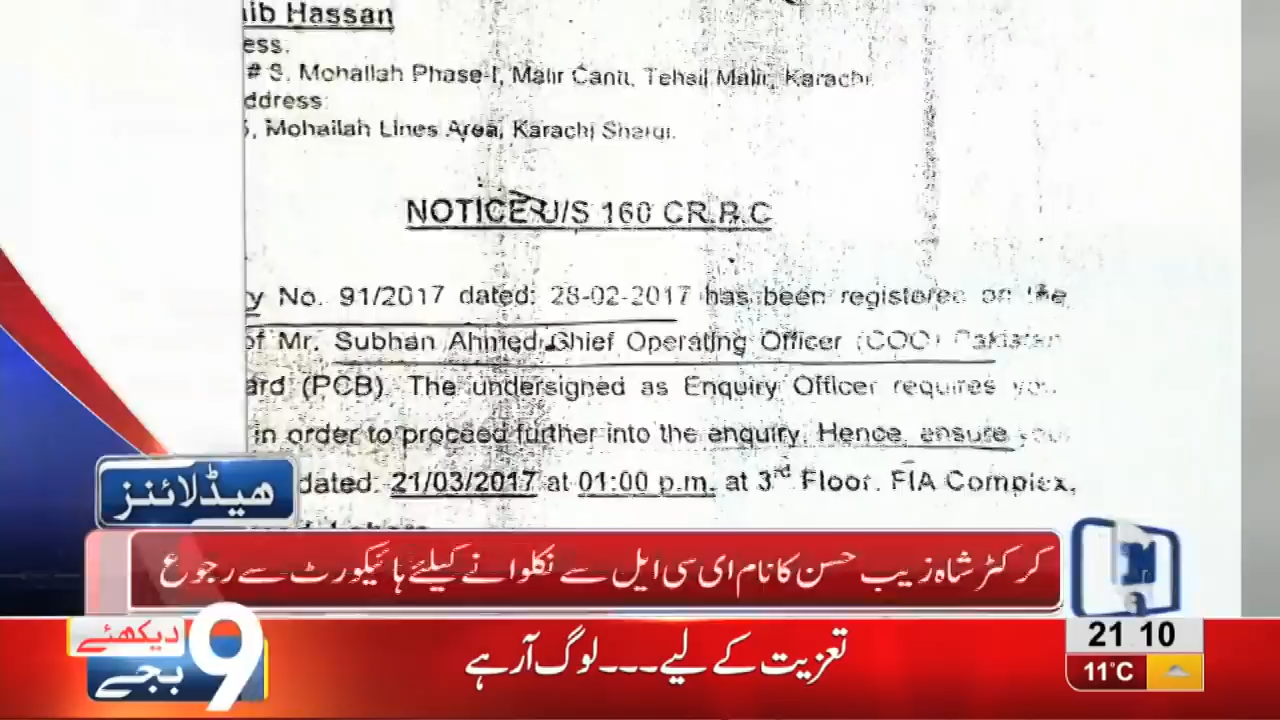 Hassan
# 3, Mohallah Phase-I, Malir Cantt, Tehsil Malir, Karachi.
Mohallah Lines Area, Karachi Sharqi.
NOTICE U/S 160 CR.P.C
No. 91/2017 dated: 28-02-2017 has been registered on the
of Mr. Subhan Ahmed Chief Operating Officer (COO) Pakistan
(PCB). The undersigned as Enquiry Officer requires
in order to proceed further into the enquiry. Hence, ensure
dated: 21/03/2017 at 01:00 p.m. at 3rd Floor, FIA Complex,
ہیڈلائنز
کرکٹر شاہ زیب حسن کا نام ای سی ایل سے نکلوانے کیلئے ہائیکورٹ سے رجوع
دیکھئے 9 بجے
تعزیت کے لیے۔۔۔لوگ آرہے
21 10
11°C